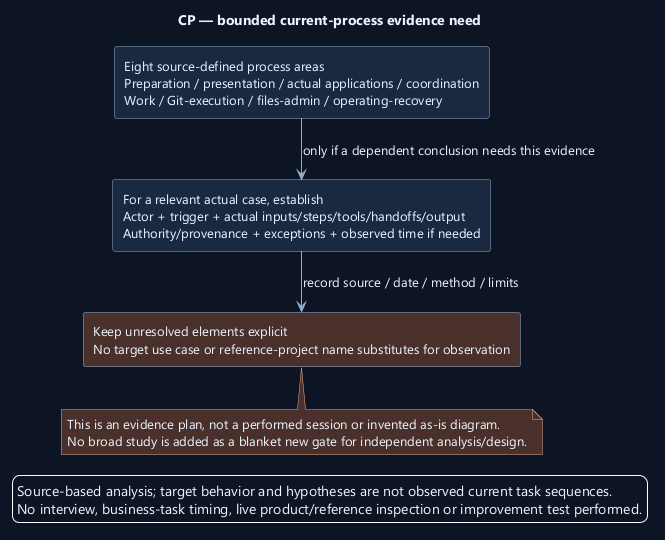 CP — bounded current-process evidence need
Eight source-defined process areas
Preparation / presentation / actual applications / coordination
Work / Git-execution / files-admin / operating-recovery
only if a dependent conclusion needs this evidence
For a relevant actual case, establish
Actor + trigger + actual inputs/steps/tools/handoffs/output
Authority/provenance + exceptions + observed time if needed
record source / date / method / limits
Keep unresolved elements explicit
No target use case or reference-project name substitutes for observation
This is an evidence plan, not a performed session or invented as-is diagram.
No broad study is added as a blanket new gate for independent analysis/design.
Source-based analysis; target behavior and hypotheses are not observed current task sequences.
No interview, business-task timing, live product/reference inspection or improvement test performed.